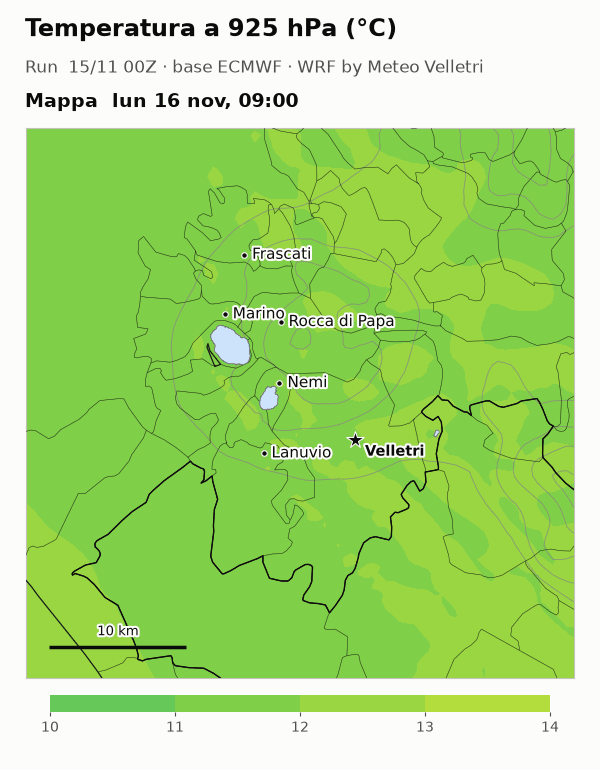 Temperatura a 925 hPa (°C)
Run  15/11 00Z · base ECMWF · WRF by Meteo Velletri
Mappa  lun 16 nov, 09:00
Frascati
Marino
Rocca di Papa
Nemi
Velletri
Lanuvio
10 km
10 11 12 13 14